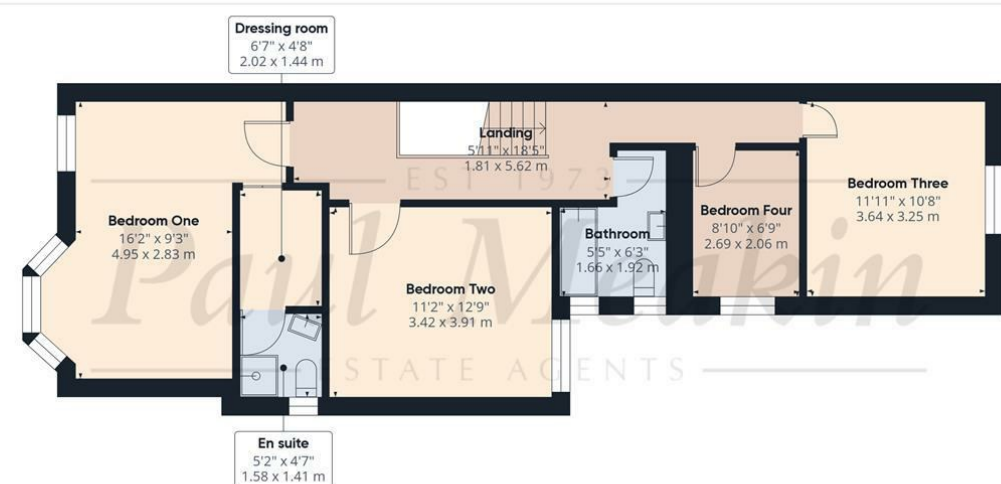 Dressing room
6'7" x 4'8"
2.02 x 1.44 m
Landing
5'11" x 18'5"
1.81 x 5.62 m
EST 1973
Bedroom One
16'2" x 9'3"
4.95 x 2.83 m
Bedroom Two
11'2" x 12'9"
3.42 x 3.91 m
Bathroom
5'5" x 6'3"
1.66 x 1.92 m
Bedroom Four
8'10" x 6'9"
2.69 x 2.06 m
Bedroom Three
11'11" x 10'8"
3.64 x 3.25 m
Paul Meakin
ESTATE AGENTS
En suite
5'2" x 4'7"
1.58 x 1.41 m